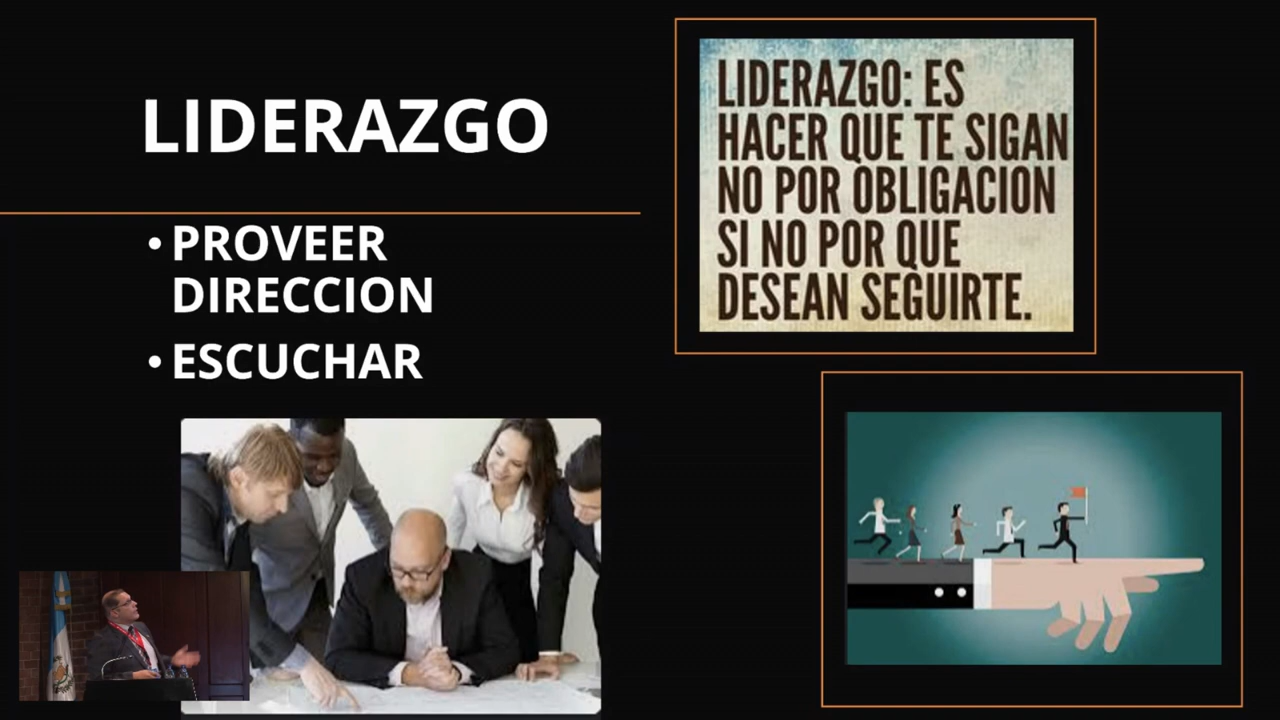 LIDERAZGO
• PROVEER
DIRECCION
• ESCUCHAR
LIDERAZGO: ES
HACER QUE TE SIGAN
NO POR OBLIGACION
SI NO POR QUE
DESEAN SEGUIRTE.